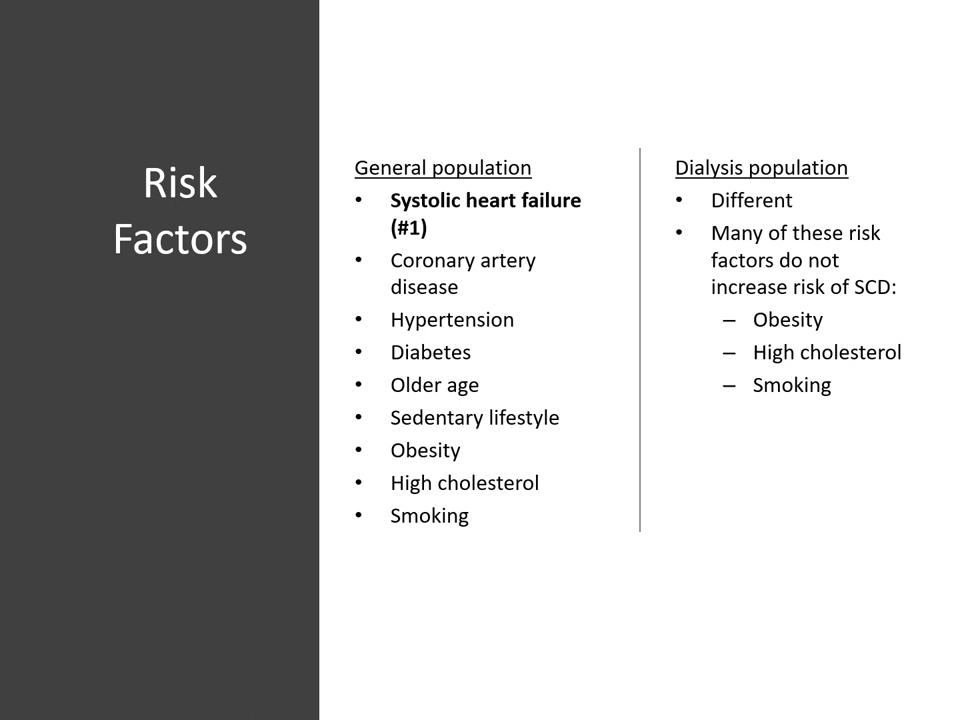 Risk
Factors
General population
• Systolic heart failure
(#1)
• Coronary artery
disease
• Hypertension
• Diabetes
• Older age
• Sedentary lifestyle
• Obesity
• High cholesterol
• Smoking
Dialysis population
• Different
• Many of these risk
factors do not
increase risk of SCD:
– Obesity
– High cholesterol
– Smoking